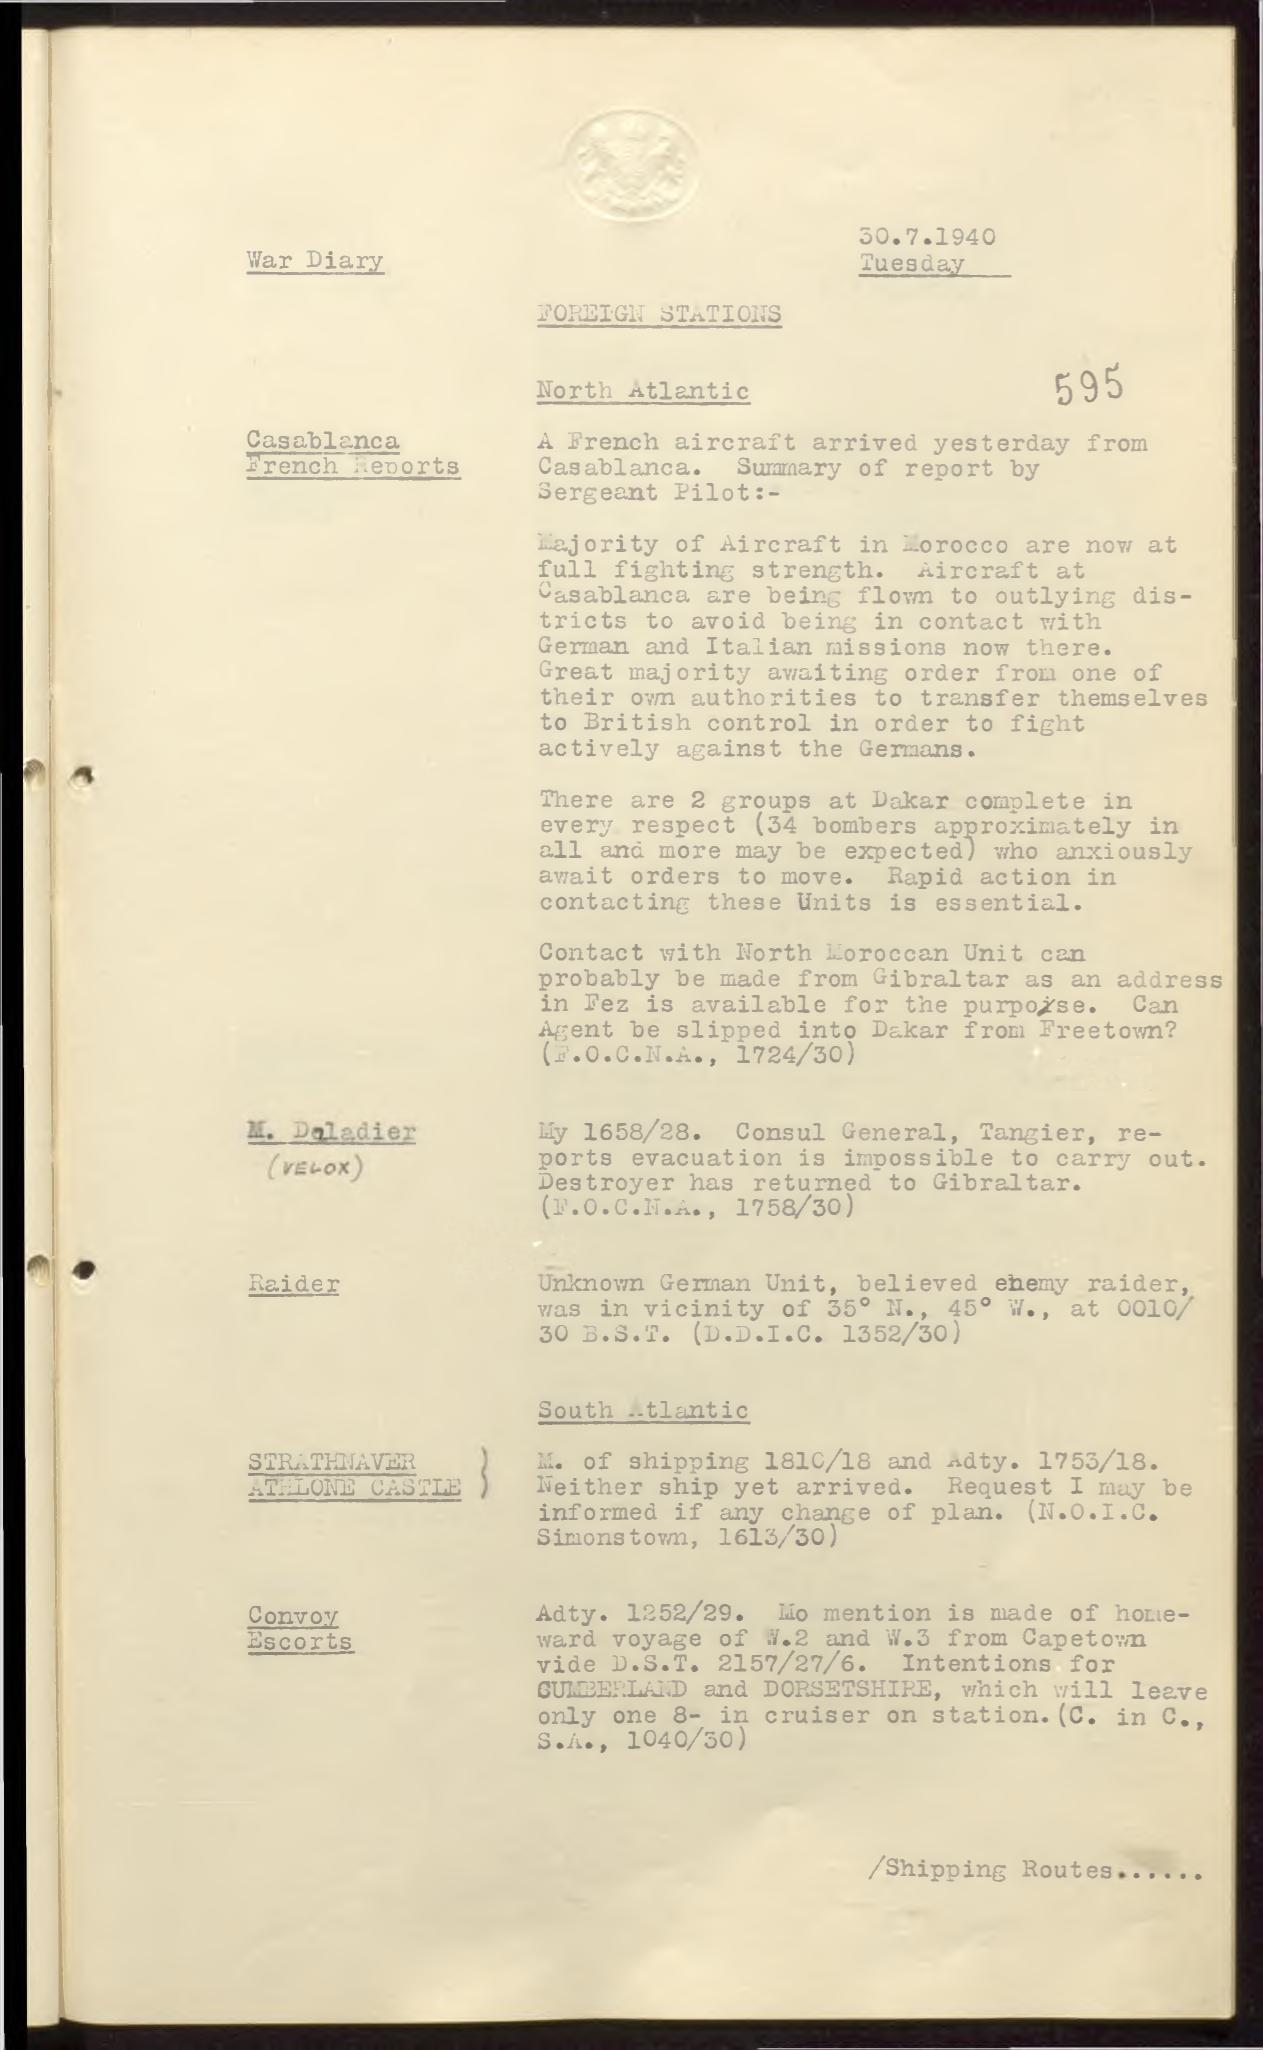 30.7.1940
War Diary
Tuesday
FOREIGN STATIONS
North Atlantic
595
Casablanca
French Reports
A French aircraft arrived yesterday from
Casablanca. Summary of report by
Sergeant Pilot:-
Majority of Aircraft in Morocco are now at
full fighting strength. Aircraft at
Casablanca are being flown to outlying dis-
tricts to avoid being in contact with
German and Italian missions now there.
Great majority awaiting order from one of
their own authorities to transfer themselves
to British control in order to fight
actively against the Germans.
There are 2 groups at Dakar complete in
every respect (34 bombers approximately in
all and more may be expected) who anxiously
await orders to move. Rapid action in
contacting these Units is essential.
Contact with North Moroccan Unit can
probably be made from Gibraltar as an address
in Fez is available for the purpose. Can
Agent be slipped into Dakar from Freetown?
(F.O.C.N.A., 1724/30)
M. Daladier
(VELOX)
My 1658/28. Consul General, Tangier, re-
ports evacuation is impossible to carry out.
Destroyer has returned to Gibraltar.
(F.O.C.N.A., 1758/30)
Raider
Unknown German Unit, believed enemy raider,
was in vicinity of 35° N., 45° W., at 0010/
30 B.S.T. (D.D.I.C. 1352/30)
South Atlantic
STRATHNAVER
ATHLONE CASTLE }
M. of shipping 1810/18 and Adty. 1753/18.
Neither ship yet arrived. Request I may be
informed if any change of plan. (N.O.I.C.
Simonstown, 1613/30)
Convoy
Escorts
Adty. 1252/29. Mo mention is made of home-
ward voyage of W.2 and W.3 from Capetown
vide D.S.T. 2157/27/6. Intentions for
CUMBERLAND and DORSETSHIRE, which will leave
only one 8- in cruiser on station. (C. in C.,
S.A., 1040/30)
/Shipping Routes......